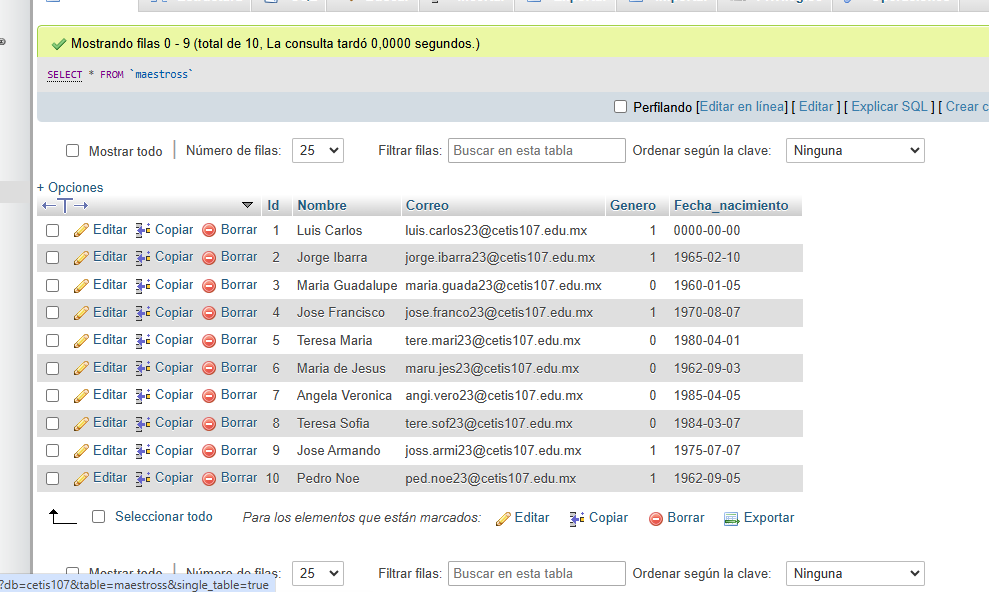 Mostrando filas 0 - 9 (total de 10, La consulta tardó 0,0000 segundos.)
SELECT * FROM `maestross`
Perfilando [Editar en línea] [ Editar ] [ Explicar SQL ] [ Crear c
Mostrar todo | Número de filas: 25 Filtrar filas: Buscar en esta tabla Ordenar según la clave: Ninguna
+ Opciones
←T→ Id Nombre Correo Genero Fecha_nacimiento
Editar Copiar Borrar 1 Luis Carlos luis.carlos23@cetis107.edu.mx 1 0000-00-00
Editar Copiar Borrar 2 Jorge Ibarra jorge.ibarra23@cetis107.edu.mx 1 1965-02-10
Editar Copiar Borrar 3 Maria Guadalupe maria.guada23@cetis107.edu.mx 0 1960-01-05
Editar Copiar Borrar 4 Jose Francisco jose.franco23@cetis107.edu.mx 1 1970-08-07
Editar Copiar Borrar 5 Teresa Maria tere.mari23@cetis107.edu.mx 0 1980-04-01
Editar Copiar Borrar 6 Maria de Jesus maru.jes23@cetis107.edu.mx 0 1962-09-03
Editar Copiar Borrar 7 Angela Veronica angi.vero23@cetis107.edu.mx 0 1985-04-05
Editar Copiar Borrar 8 Teresa Sofia tere.sof23@cetis107.edu.mx 0 1984-03-07
Editar Copiar Borrar 9 Jose Armando joss.armi23@cetis107.edu.mx 1 1975-07-07
Editar Copiar Borrar 10 Pedro Noe ped.noe23@cetis107.edu.mx 1 1962-09-05
Seleccionar todo Para los elementos que están marcados: Editar Copiar Borrar Exportar
Mostrar todo | Número de filas: 25 Filtrar filas: Buscar en esta tabla Ordenar según la clave: Ninguna
?db=cetis107&table=maestross&single_table=true